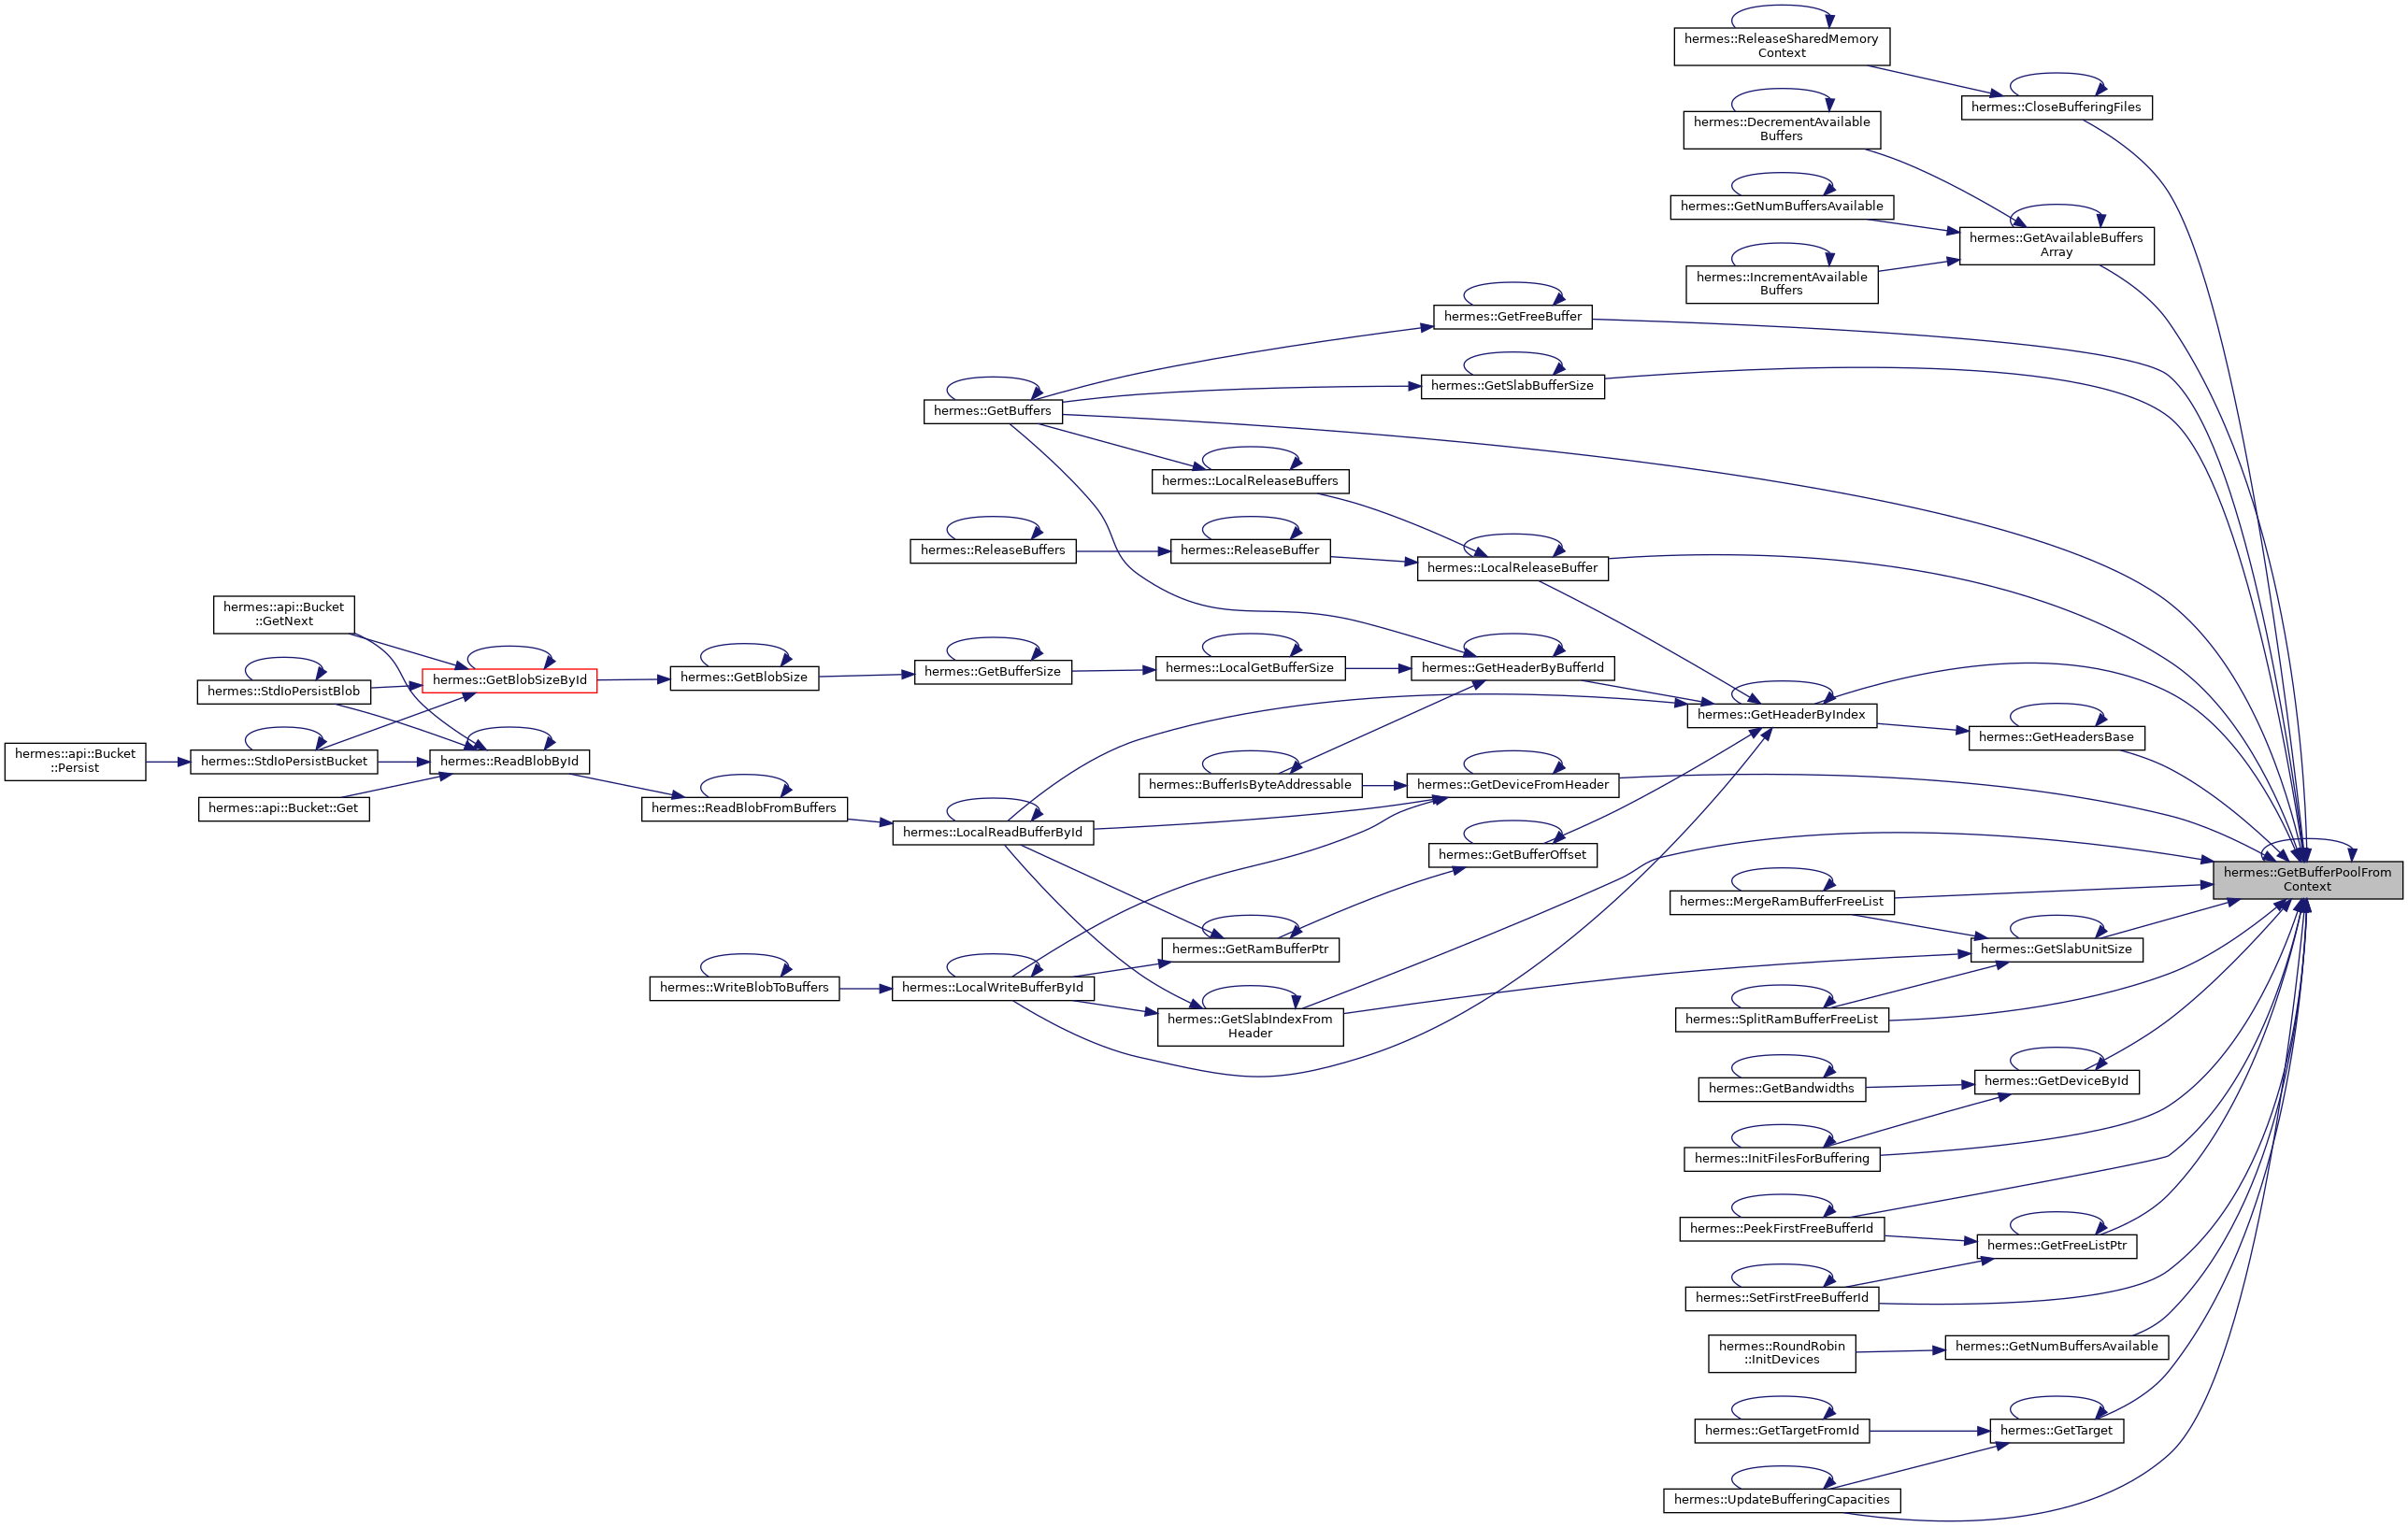 hermes::ReleaseSharedMemory
Context
hermes::CloseBufferingFiles
hermes::DecrementAvailable
Buffers
hermes::GetNumBuffersAvailable
hermes::GetAvailableBuffers
Array
hermes::IncrementAvailable
Buffers
hermes::GetFreeBuffer
hermes::GetSlabBufferSize
hermes::GetBuffers
hermes::LocalReleaseBuffers
hermes::ReleaseBuffers
hermes::ReleaseBuffer
hermes::LocalReleaseBuffer
hermes::api::Bucket
::GetNext
hermes::GetBlobSizeById
hermes::GetBlobSize
hermes::GetBufferSize
hermes::LocalGetBufferSize
hermes::GetHeaderByBufferId
hermes::StdIoPersistBlob
hermes::GetHeaderByIndex
hermes::GetHeadersBase
hermes::api::Bucket
::Persist
hermes::StdIoPersistBucket
hermes::ReadBlobById
hermes::BufferIsByteAddressable
hermes::GetDeviceFromHeader
hermes::api::Bucket::Get
hermes::ReadBlobFromBuffers
hermes::LocalReadBufferById
hermes::GetBufferOffset
hermes::GetBufferPoolFrom
Context
hermes::MergeRamBufferFreeList
hermes::GetRamBufferPtr
hermes::GetSlabUnitSize
hermes::WriteBlobToBuffers
hermes::LocalWriteBufferById
hermes::GetSlabIndexFrom
Header
hermes::SplitRamBufferFreeList
hermes::GetBandwidths
hermes::GetDeviceById
hermes::InitFilesForBuffering
hermes::PeekFirstFreeBufferId
hermes::GetFreeListPtr
hermes::SetFirstFreeBufferId
hermes::RoundRobin
::InitDevices
hermes::GetNumBuffersAvailable
hermes::GetTargetFromId
hermes::GetTarget
hermes::UpdateBufferingCapacities